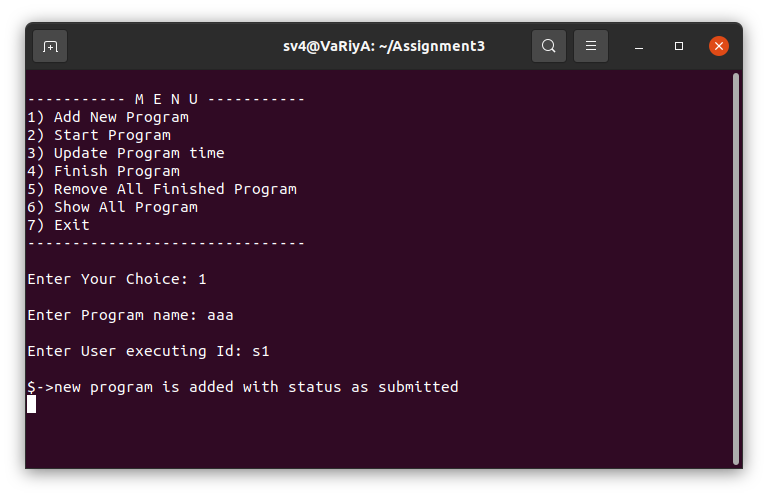 sv4@VaRiyA: ~/Assignment3
----------- M E N U -----------
1) Add New Program
2) Start Program
3) Update Program time
4) Finish Program
5) Remove All Finished Program
6) Show All Program
7) Exit
-------------------------------
Enter Your Choice: 1
Enter Program name: aaa
Enter User executing Id: s1
$->new program is added with status as submitted